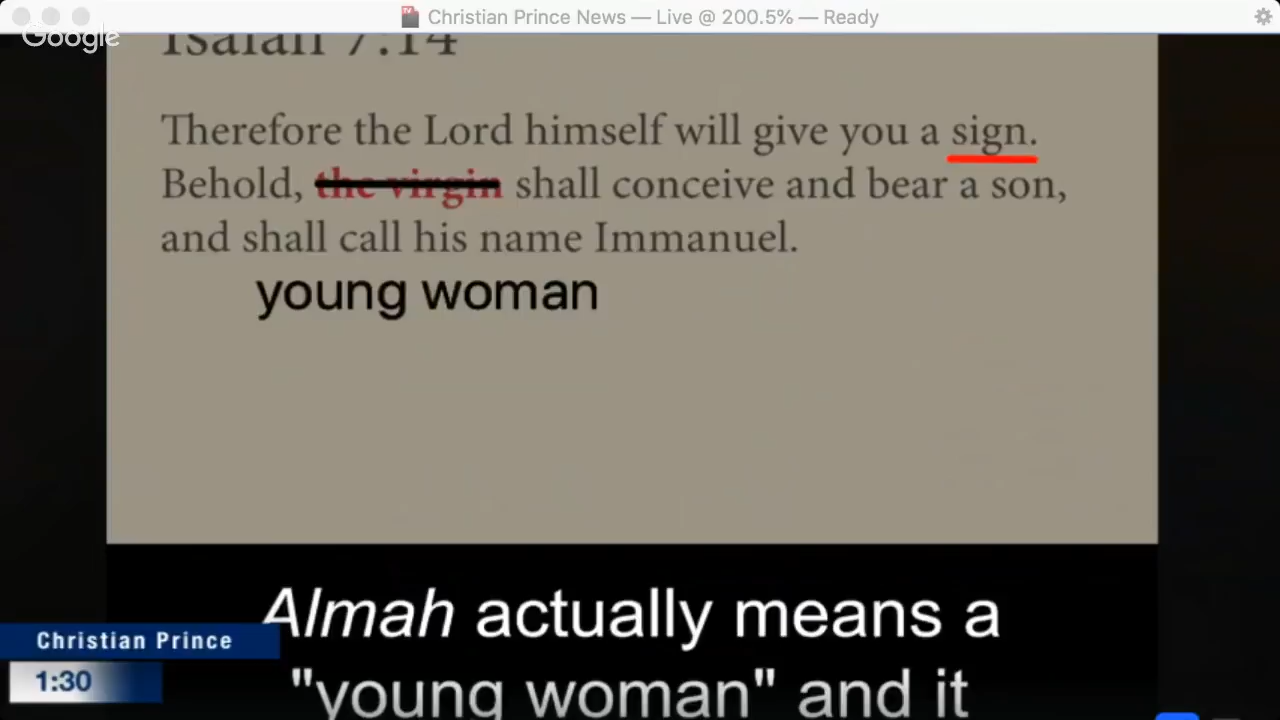 Christian Prince News — Live @ 200.5% — Ready
Google
Isaiah 7:14
Therefore the Lord himself will give you a sign.
Behold, the virgin shall conceive and bear a son,
and shall call his name Immanuel.
young woman
Almah actually means a
"young woman" and it
Christian Prince
1:30